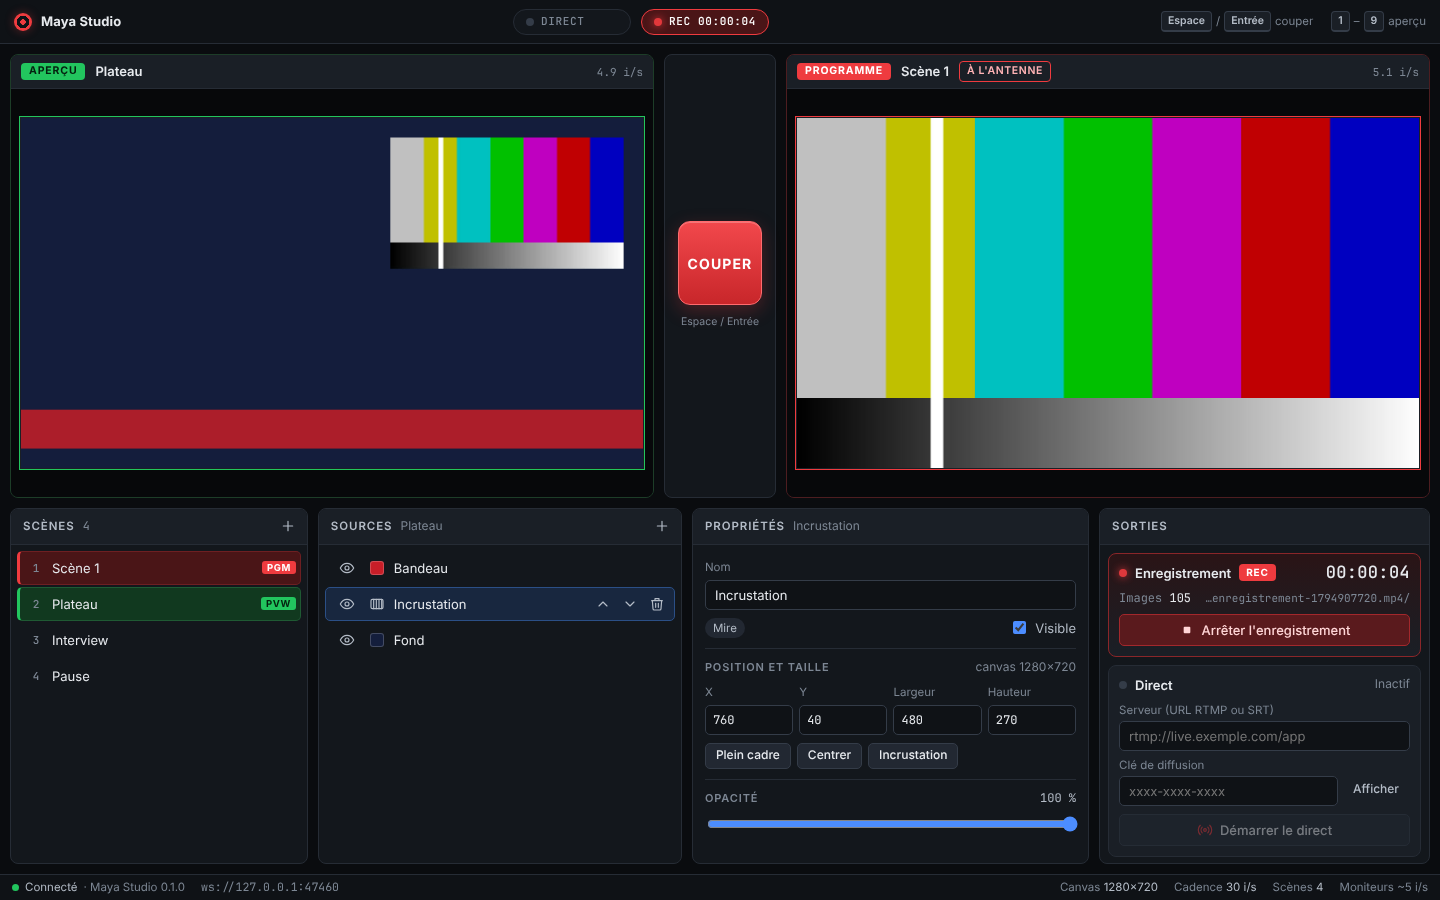 Maya Studio
DIRECT
REC 00:00:04
Espace / Entrée couper 1 – 9 aperçu
APERÇU Plateau 4.9 i/s
COUPER
Espace / Entrée
PROGRAMME Scène 1 À L'ANTENNE 5.1 i/s
SCÈNES 4
1 Scène 1 PGM
2 Plateau PVW
3 Interview
4 Pause
SOURCES Plateau
Bandeau
Incrustation
Fond
PROPRIÉTÉS Incrustation
Nom
Incrustation
Mire Visible
POSITION ET TAILLE canvas 1280×720
X Y Largeur Hauteur
760 40 480 270
Plein cadre Centrer Incrustation
OPACITÉ 100 %
SORTIES
Enregistrement REC 00:00:04
Images 105 …enregistrement-1794907720.mp4/
Arrêter l'enregistrement
Direct Inactif
Serveur (URL RTMP ou SRT)
rtmp://live.exemple.com/app
Clé de diffusion
xxxx-xxxx-xxxx Afficher
Démarrer le direct
Connecté · Maya Studio 0.1.0 ws://127.0.0.1:47460
Canvas 1280×720 Cadence 30 i/s Scènes 4 Moniteurs ~5 i/s